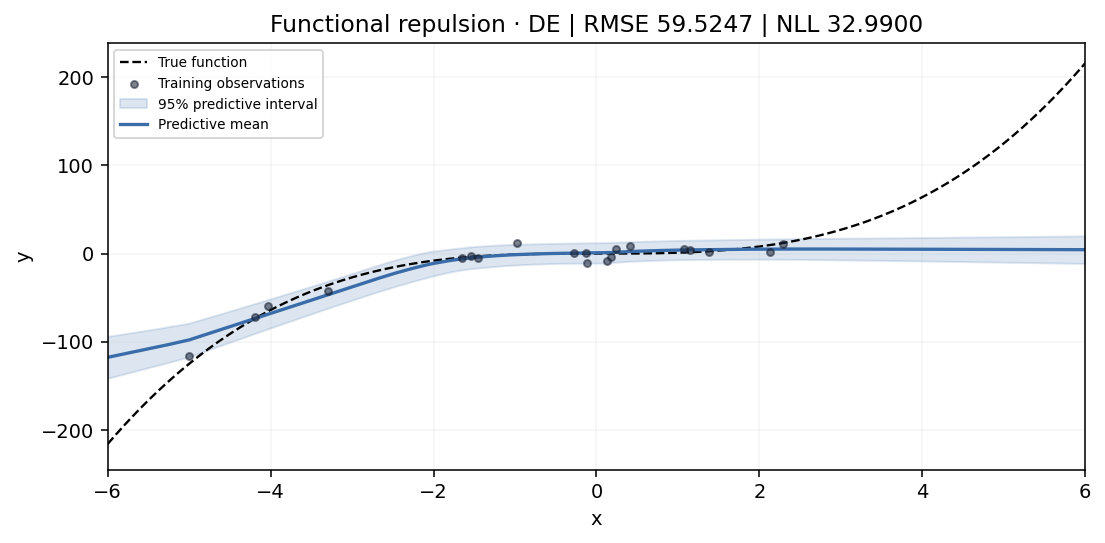 Functional repulsion · DE | RMSE 59.5247 | NLL 32.9900
True function
Training observations
95% predictive interval
Predictive mean
200
100
0
−100
−200
y
−6
−4
−2
0
2
4
6
x